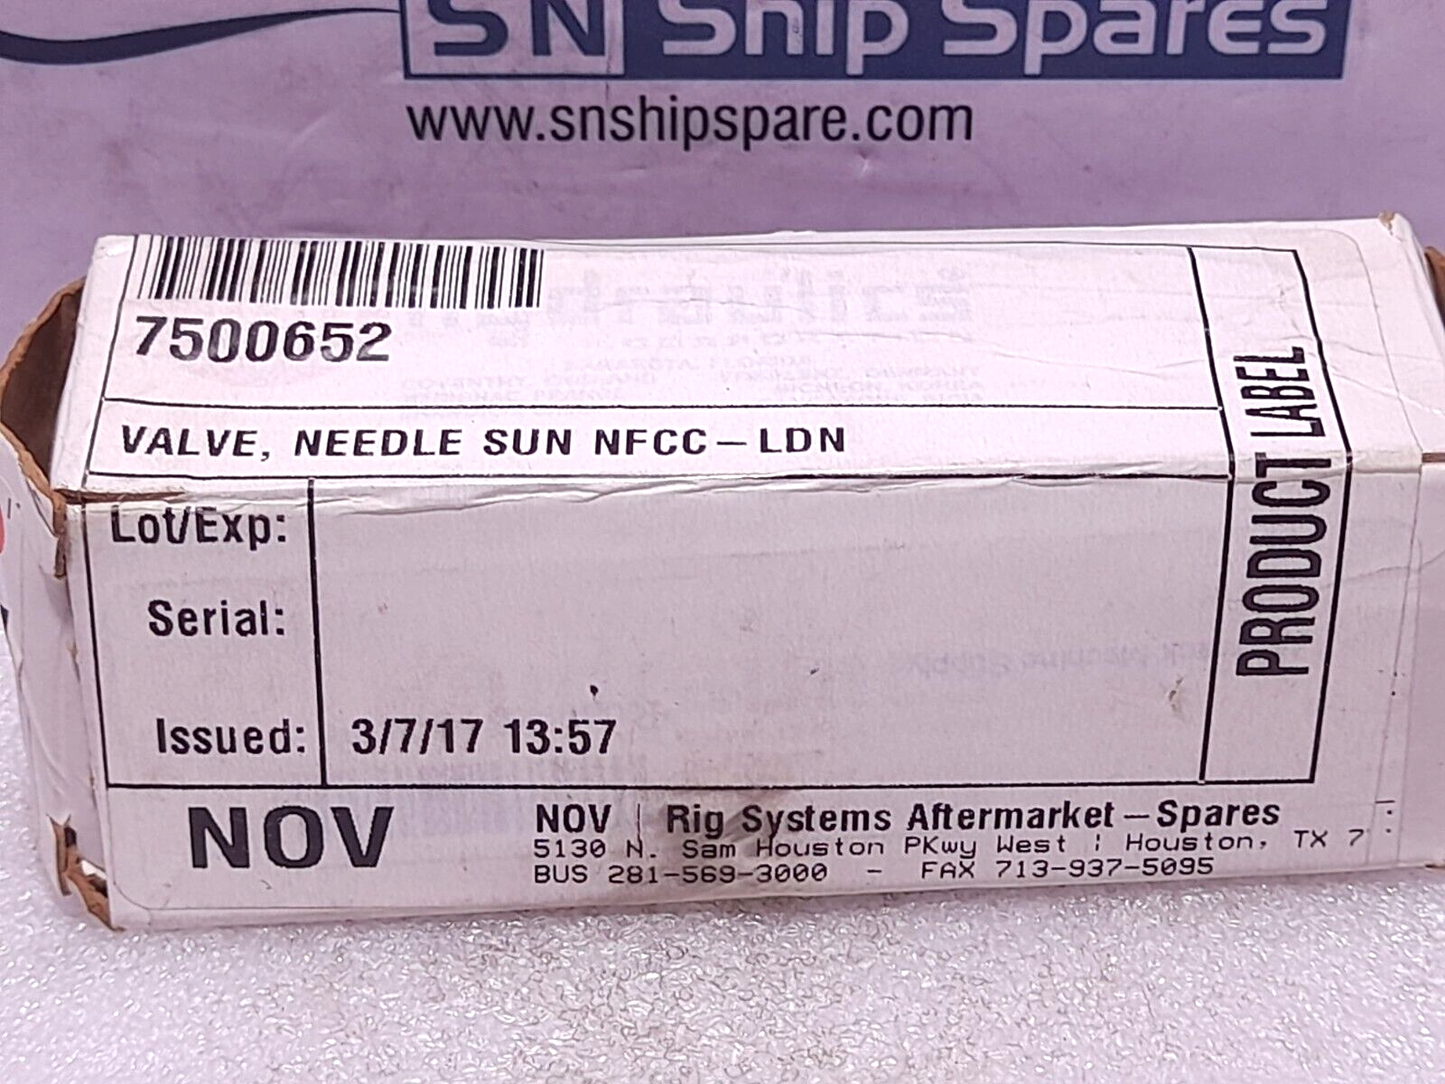 SN Ship Spares
www.snshipspare.com
7500652
VALVE, NEEDLE SUN NFCC-LDN
Lot/Exp:
Serial:
Issued: 3/7/17 13:57
PRODUCT LABEL
NOV
NOV | Rig Systems Aftermarket - Spares
5130 N. Sam Houston PKwy West ¦ Houston, TX 7
BUS 281-569-3000 - FAX 713-937-5095